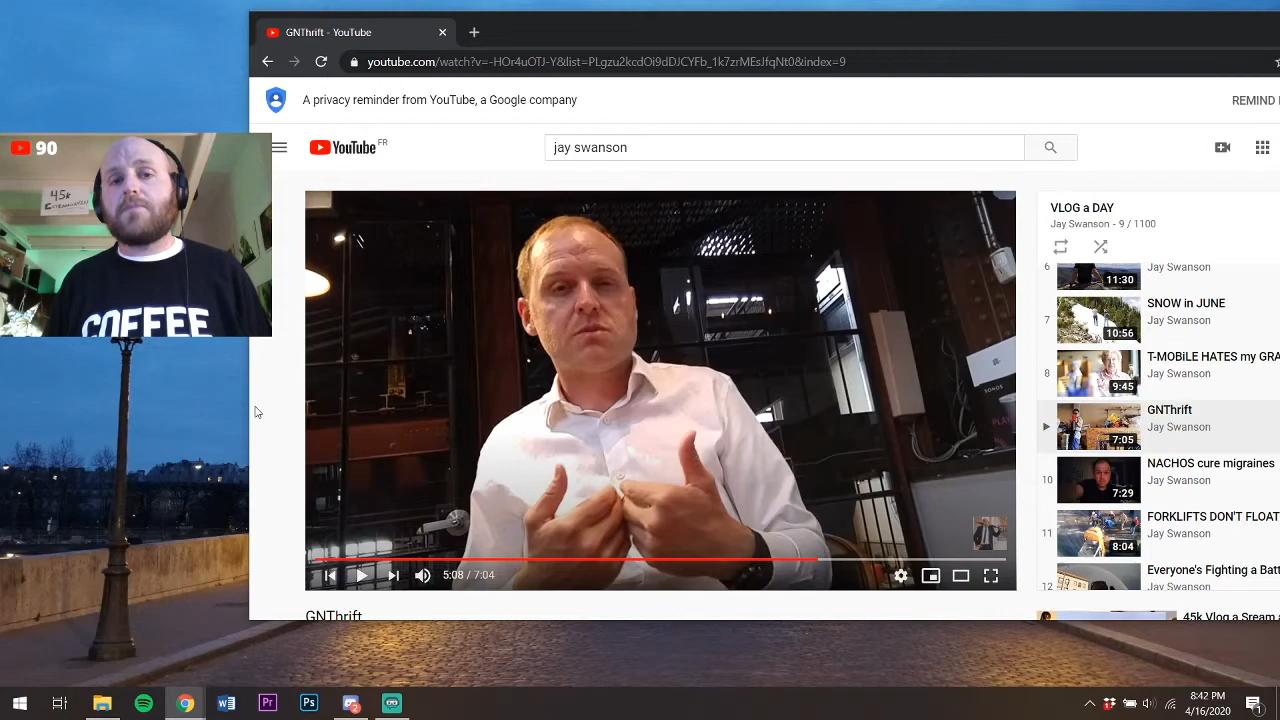 GNThrift - YouTube
youtube.com/watch?v=-HOr4uOTJ-Y&list=PLgzu2kcdOi9dDJCYFb_1k7zrMEsJfqNt0&index=9
A privacy reminder from YouTube, a Google company
REMIND
YouTube FR
jay swanson
90
45k
COFFEE
VLOG a DAY
Jay Swanson - 9 / 1100
6
Jay Swanson
11:30
7
SNOW in JUNE
Jay Swanson
10:56
8
T-MOBiLE HATES my GRA
Jay Swanson
9:45
GNThrift
Jay Swanson
7:05
10
NACHOS cure migraines
Jay Swanson
7:29
11
FORKLIFTS DON'T FLOAT
Jay Swanson
8:04
12
Everyone's Fighting a Bat
Jay Swanson
SONOS
PLAY
5:08 / 7:04
GNThrift
45k Vlog a Sream a
8:42 PM
4/16/2020